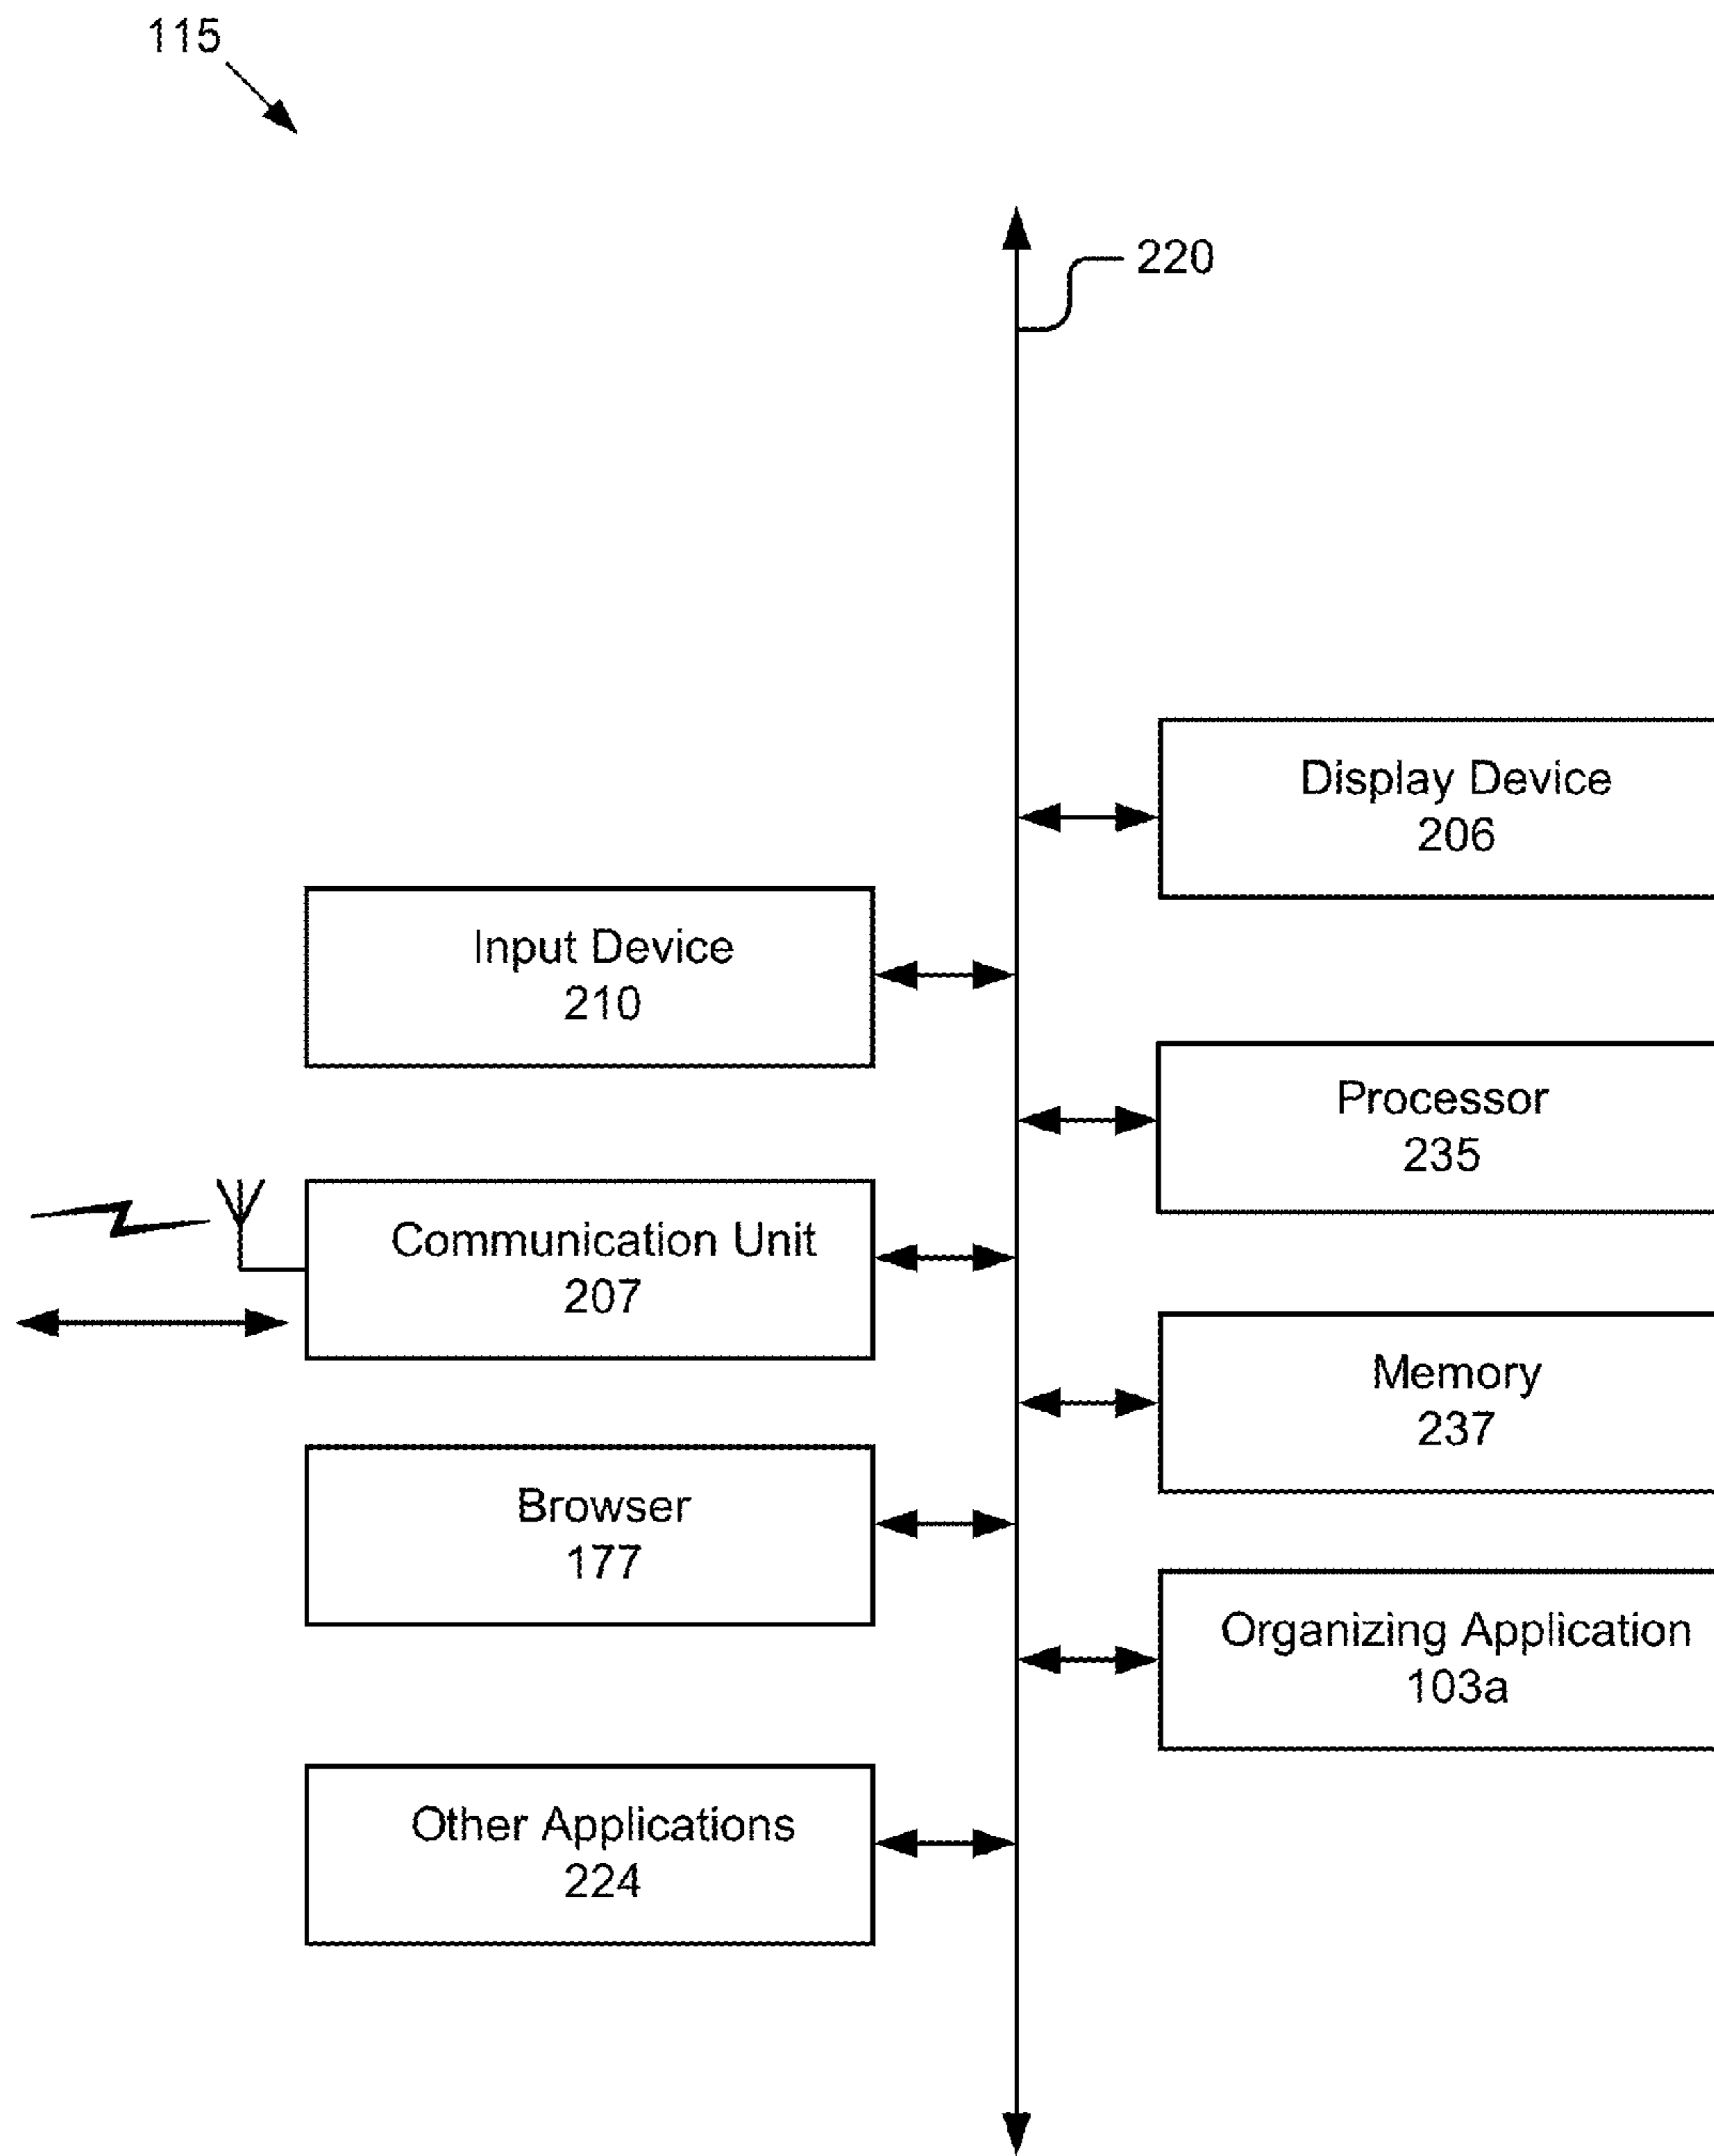 115
220
Display Device
206
Input Device
210
Processor
235
Communication Unit
207
Memory
237
Browser
177
Organizing Application
103a
Other Applications
224